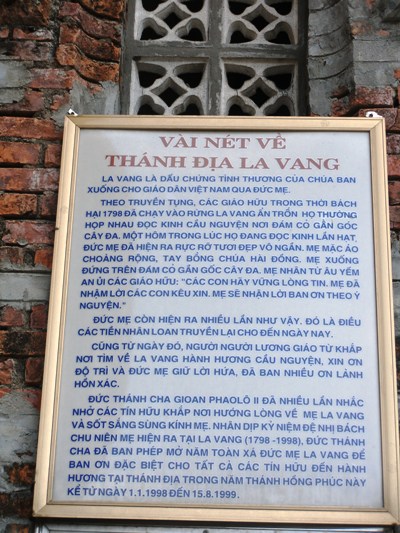 VÀI NÉT VỀ
THÁNH ĐỊA LA VANG
LA VANG LÀ DẤU CHỨNG TÌNH THƯƠNG CỦA CHÚA BAN
XUỐNG CHO GIÁO DÂN VIỆT NAM QUA ĐỨC MẸ.
THEO TRUYỀN TỤNG, CÁC GIÁO HỮU TRONG THỜI BÁCH
HẠI 1798 ĐÃ CHẠY VÀO RỪNG LA VANG ẨN TRỐN HỌ THƯỜNG
HỌP NHAU ĐỌC KINH CẦU NGUYỆN NƠI ĐÁM CỎ GẦN GỐC
CÂY ĐA. MỘT HÔM TRONG LÚC HỌ ĐANG ĐỌC KINH LẦN HẠT,
ĐỨC MẸ ĐÃ HIỆN RA RỰC RỠ TƯƠI ĐẸP VÔ NGẦN. MẸ MẶC ÁO
CHOÀNG RỘNG, TAY BỒNG CHÚA HÀI ĐỒNG. MẸ XUỐNG
ĐỨNG TRÊN ĐÁM CỎ GẦN GỐC CÂY ĐA. MẸ NHÂN TỪ ÂU YẾM
AN ỦI CÁC GIÁO HỮU: "CÁC CON HÃY VỮNG LÒNG TIN. MẸ ĐÃ
NHẬM LỜI CÁC CON KÊU XIN. MẸ SẼ NHẬN LỜI BAN ƠN THEO Ý
NGUYỆN."
ĐỨC MẸ CÒN HIỆN RA NHIỀU LẦN NHƯ VẬY. ĐÓ LÀ ĐIỀU
CÁC TIỀN NHÂN LOAN TRUYỀN LẠI CHO ĐẾN NGÀY NAY.
CŨNG TỪ NGÀY ĐÓ, NGƯỜI NGƯỜI LƯƠNG GIÁO TỪ KHẮP
NƠI TÌM VỀ LA VANG HÀNH HƯƠNG CẦU NGUYỆN, XIN ƠN
ĐỘ TRÌ VÀ ĐỨC MẸ GIỮ LỜI HỨA, ĐÃ BAN NHIỀU ƠN LÀNH
HỒN XÁC.
ĐỨC THÁNH CHA GIOAN PHAOLÔ II ĐÃ NHIỀU LẦN NHẮC
NHỞ CÁC TÍN HỮU KHẮP NƠI HƯỚNG LÒNG VỀ MẸ LA VANG
VÀ SỐT SẮNG SÙNG KÍNH MẸ. NHÂN DỊP KỶ NIỆM ĐỆ NHỊ BÁCH
CHU NIÊN MẸ HIỆN RA TẠI LA VANG (1798 -1998), ĐỨC THÁNH
CHA ĐÃ BAN PHÉP MỞ NĂM TOÀN XÁ ĐỨC MẸ LA VANG ĐỂ
BAN ƠN ĐẶC BIỆT CHO TẤT CẢ CÁC TÍN HỮU ĐẾN HÀNH
HƯƠNG TẠI THÁNH ĐỊA TRONG NĂM THÁNH HỒNG PHÚC NÀY
KỂ TỪ NGÀY 1.1.1998 ĐẾN 15.8.1999.